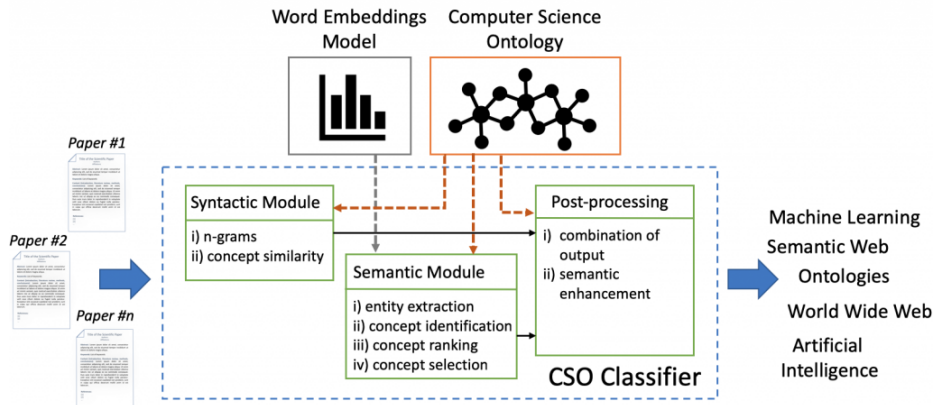 Word Embeddings
Model
Computer Science
Ontology
Paper #1
Paper #2
Paper #n
Syntactic Module
i) n-grams
ii) concept similarity
Semantic Module
i) entity extraction
ii) concept identification
iii) concept ranking
iv) concept selection
Post-processing
i) combination of
output
ii) semantic
enhancement
CSO Classifier
Machine Learning
Semantic Web
Ontologies
World Wide Web
Artificial
Intelligence